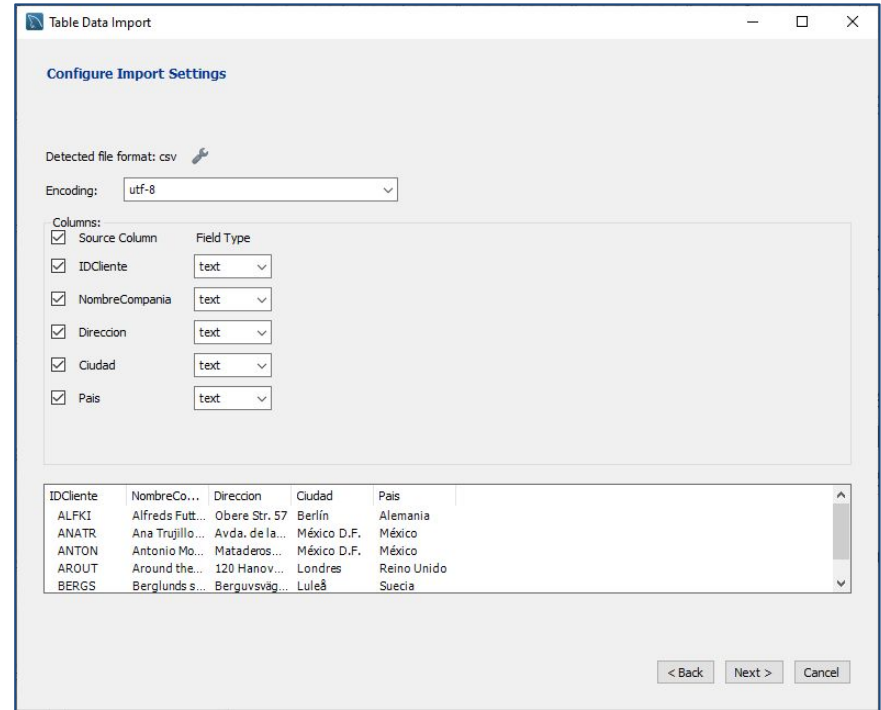 Table Data Import
Configure Import Settings
Detected file format: csv
Encoding: utf-8
Columns:
Source Column Field Type
IDCliente text
NombreCompania text
Direccion text
Ciudad text
Pais text
IDCliente NombreCo... Direccion Ciudad Pais
ALFKI Alfreds Futt... Obere Str. 57 Berlín Alemania
ANATR Ana Trujillo... Avda. de la... México D.F. México
ANTON Antonio Mo... Mataderos... México D.F. México
AROUT Around the... 120 Hanov... Londres Reino Unido
BERGS Berglunds s... Berguvsväg... Luleå Suecia
< Back Next > Cancel